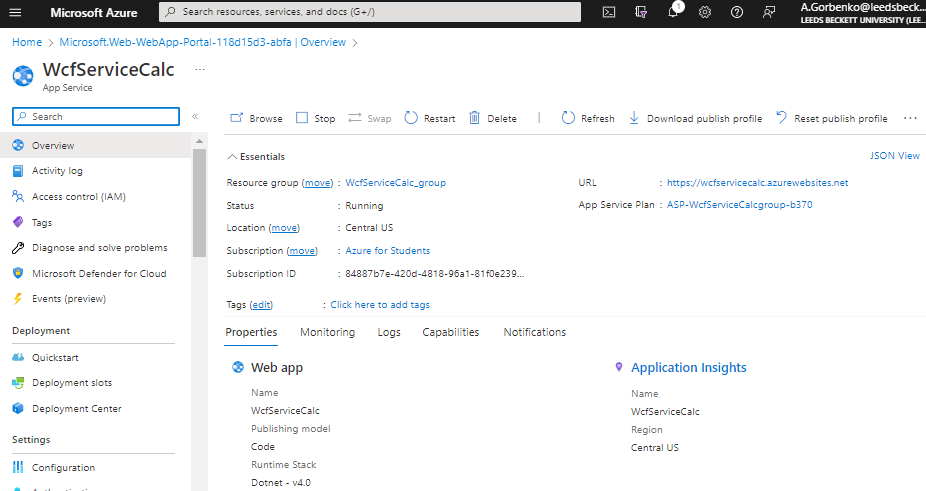 Microsoft Azure
Search resources, services, and docs (G+/)
1
A.Gorbenko@leedsbeck...
LEEDS BECKETT UNIVERSITY (LEE...
Home > Microsoft.Web-WebApp-Portal-118d15d3-abfa | Overview >
WcfServiceCalc ...
App Service
Search «
Overview
Activity log
Access control (IAM)
Tags
Diagnose and solve problems
Microsoft Defender for Cloud
Events (preview)
Deployment
Quickstart
Deployment slots
Deployment Center
Settings
Configuration
Browse Stop Swap Restart Delete Refresh Download publish profile Reset publish profile ...
Essentials JSON View
Resource group (move) : WcfServiceCalc_group
Status : Running
Location (move) : Central US
Subscription (move) : Azure for Students
Subscription ID : 84887b7e-420d-4818-96a1-81f0e239...
URL : https://wcfservicecalc.azurewebsites.net
App Service Plan : ASP-WcfServiceCalcgroup-b370
Tags (edit) : Click here to add tags
Properties Monitoring Logs Capabilities Notifications
Web app
Name
WcfServiceCalc
Publishing model
Code
Runtime Stack
Dotnet - v4.0
Application Insights
Name
WcfServiceCalc
Region
Central US